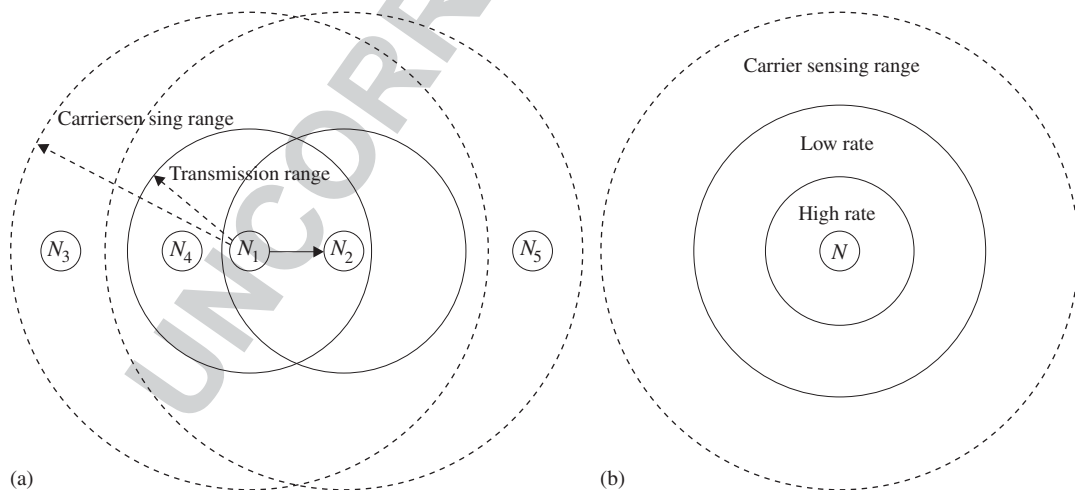 UNCORR
Carriersen sing range
Transmission range
N3
N4
N1
N2
N5
(a)
Carrier sensing range
Low rate
High rate
N
(b)